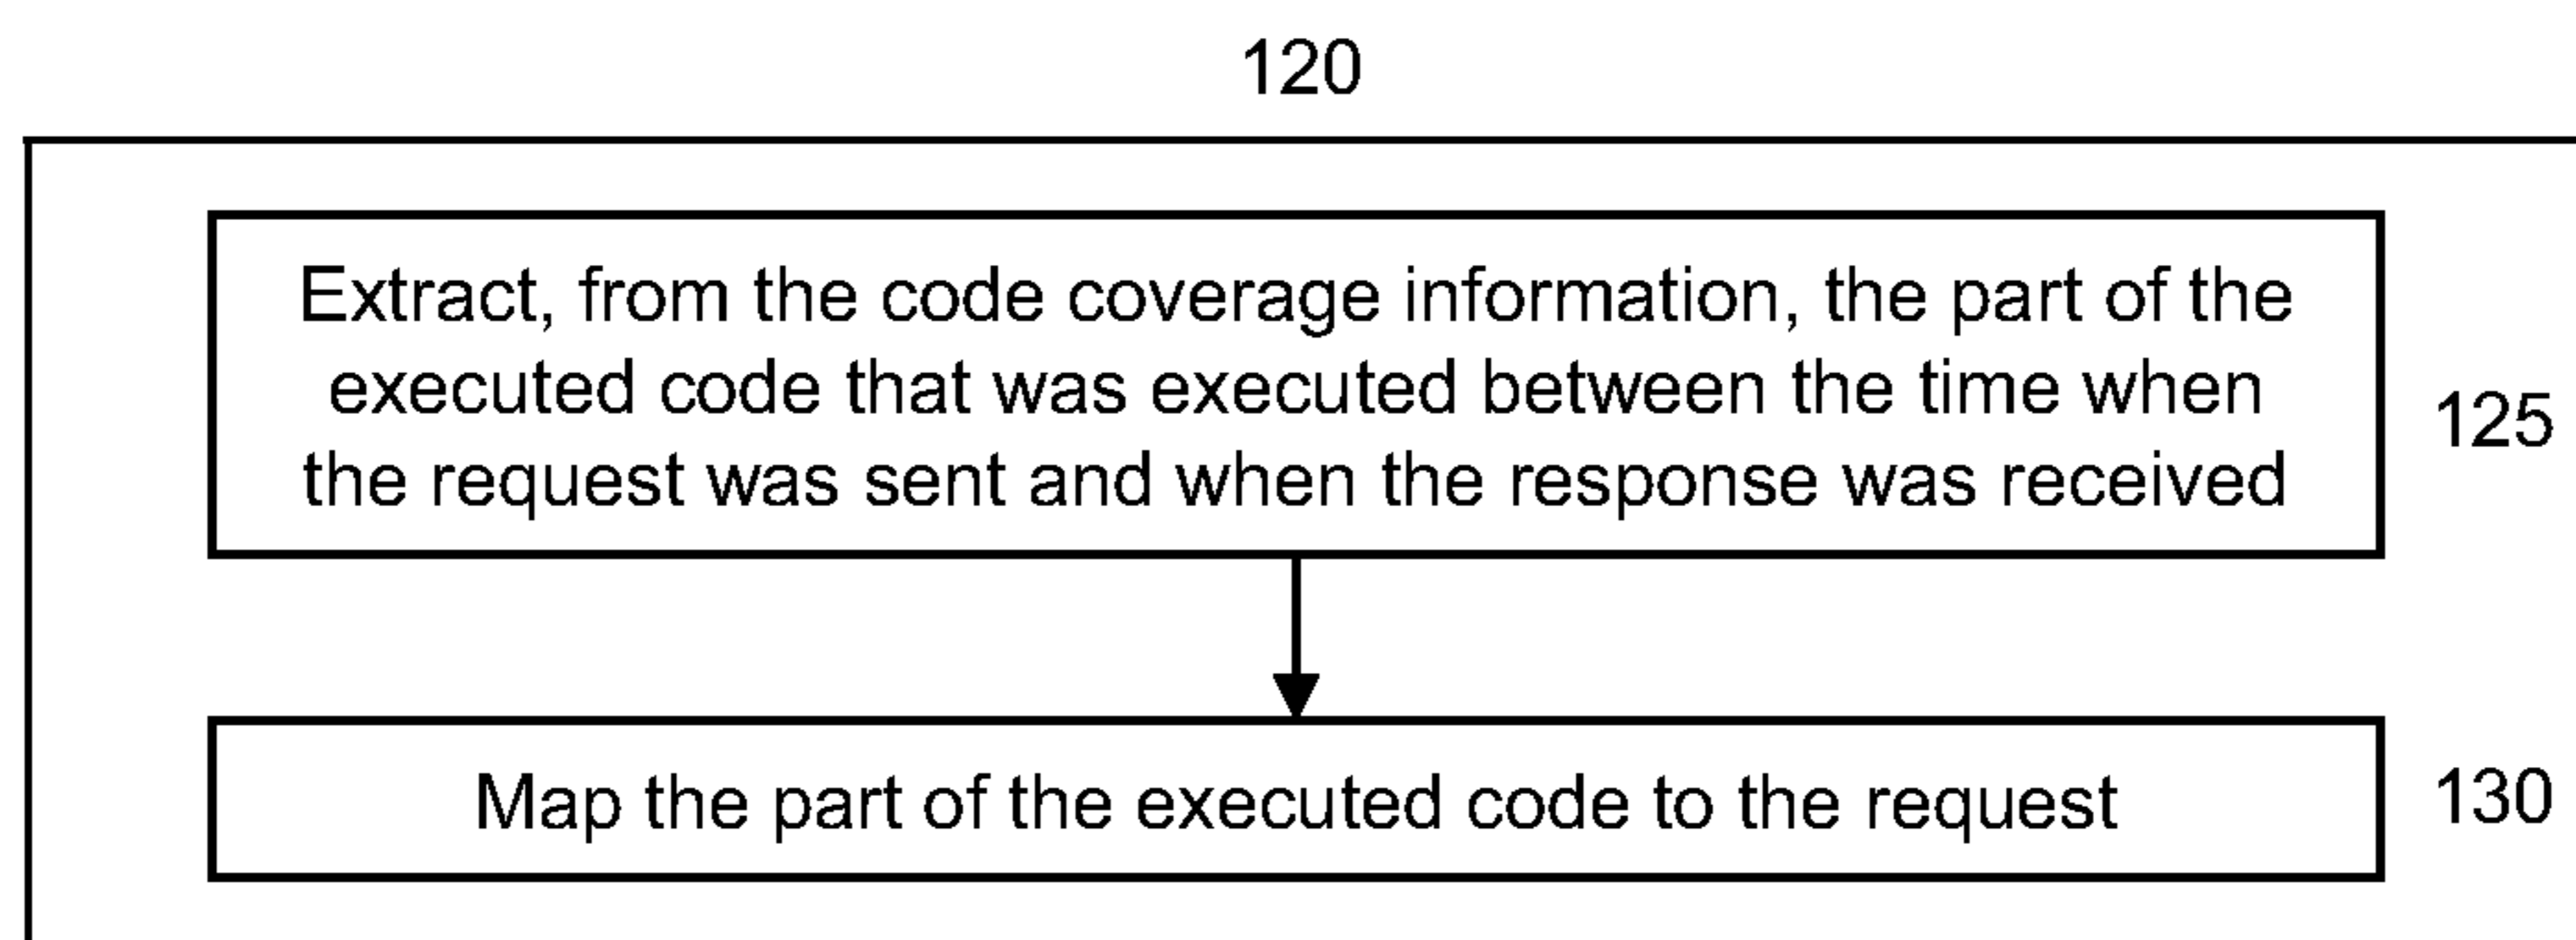 120
Extract, from the code coverage information, the part of the
executed code that was executed between the time when
the request was sent and when the response was received
125
Map the part of the executed code to the request
130